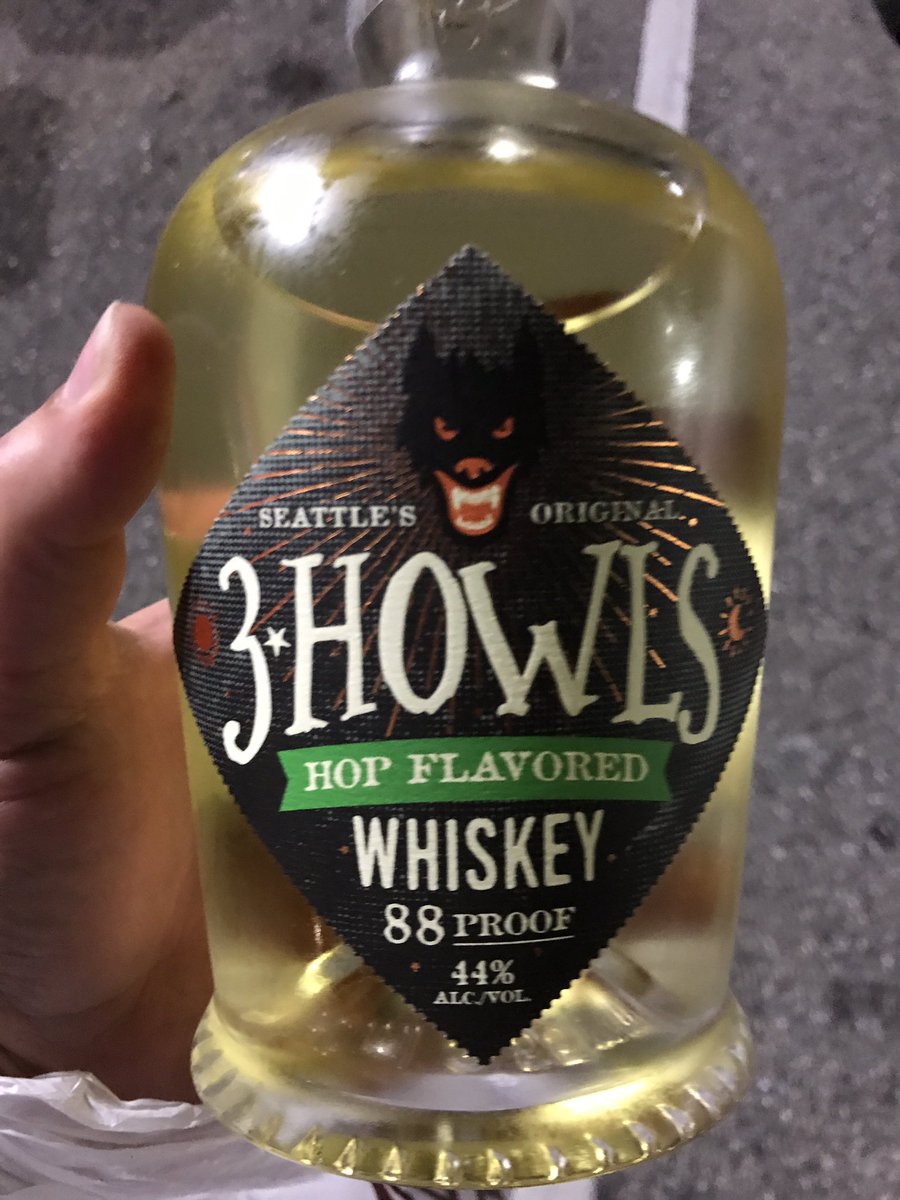 SEATTLE'S ORIGINAL
3★HOWLS
HOP FLAVORED
WHISKEY
88 PROOF
44%
ALC./VOL.